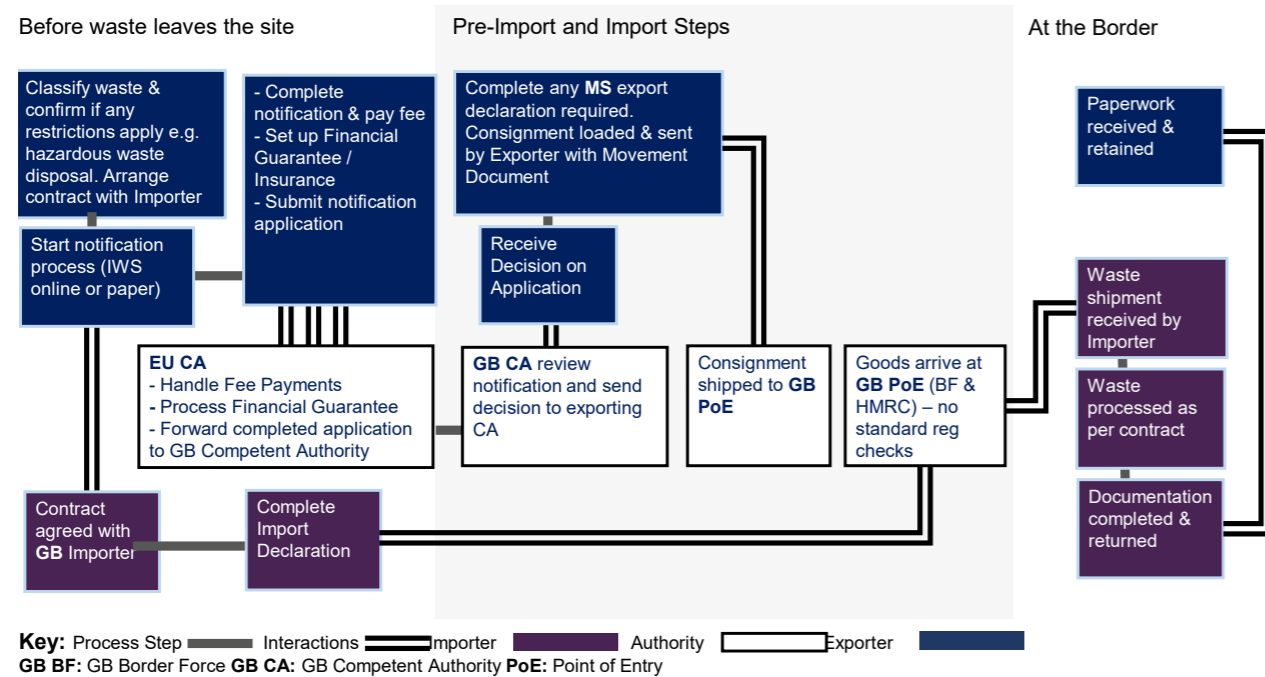 Before waste leaves the site
Pre-Import and Import Steps
At the Border
Classify waste &
confirm if any
restrictions apply e.g.
hazardous waste
disposal. Arrange
contract with Importer
- Complete
notification & pay fee
- Set up Financial
Guarantee /
Insurance
- Submit notification
application
Start notification
process (IWS
online or paper)
EU CA
- Handle Fee Payments
- Process Financial Guarantee
- Forward completed application
to GB Competent Authority
Contract
agreed with
GB Importer
Complete
Import
Declaration
Complete any MS export
declaration required.
Consignment loaded & sent
by Exporter with Movement
Document
Receive
Decision on
Application
GB CA review
notification and send
decision to exporting
CA
Consignment
shipped to GB
PoE
Goods arrive at
GB PoE (BF &
HMRC) – no
standard reg
checks
Paperwork
received &
retained
Waste
shipment
received by
Importer
Waste
processed as
per contract
Documentation
completed &
returned
Key: Process Step Interactions Importer Authority Exporter
GB BF: GB Border Force GB CA: GB Competent Authority PoE: Point of Entry